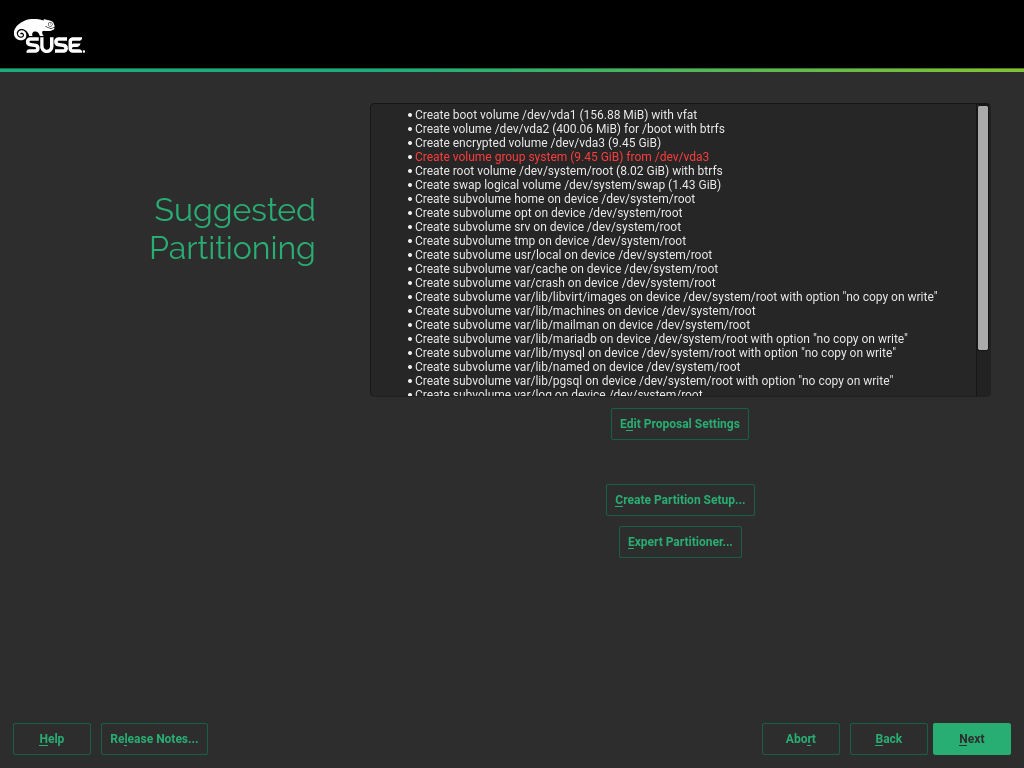 SUSE.
Suggested
Partitioning
• Create boot volume /dev/vda1 (156.88 MiB) with vfat
• Create volume /dev/vda2 (400.06 MiB) for /boot with btrfs
• Create encrypted volume /dev/vda3 (9.45 GiB)
• Create volume group system (9.45 GiB) from /dev/vda3
• Create root volume /dev/system/root (8.02 GiB) with btrfs
• Create swap logical volume /dev/system/swap (1.43 GiB)
• Create subvolume home on device /dev/system/root
• Create subvolume opt on device /dev/system/root
• Create subvolume srv on device /dev/system/root
• Create subvolume tmp on device /dev/system/root
• Create subvolume usr/local on device /dev/system/root
• Create subvolume var/cache on device /dev/system/root
• Create subvolume var/crash on device /dev/system/root
• Create subvolume var/lib/libvirt/images on device /dev/system/root with option "no copy on write"
• Create subvolume var/lib/machines on device /dev/system/root
• Create subvolume var/lib/mailman on device /dev/system/root
• Create subvolume var/lib/mariadb on device /dev/system/root with option "no copy on write"
• Create subvolume var/lib/mysql on device /dev/system/root with option "no copy on write"
• Create subvolume var/lib/named on device /dev/system/root
• Create subvolume var/lib/pgsql on device /dev/system/root with option "no copy on write"
• Create subvolume var/log on device /dev/system/root
Edit Proposal Settings
Create Partition Setup...
Expert Partitioner...
Help
Release Notes...
Abort
Back
Next